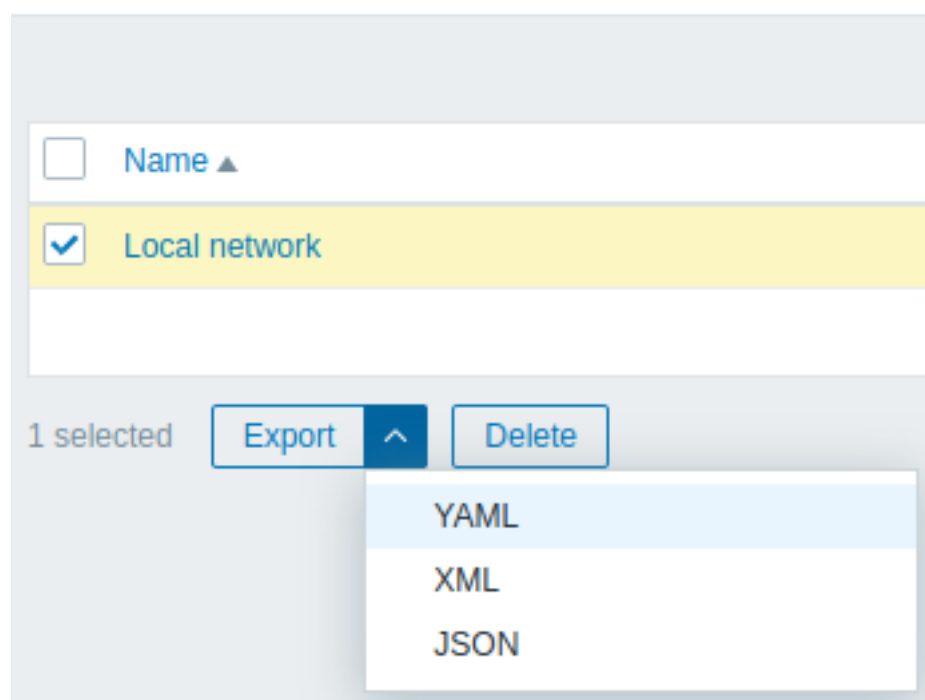 Name ▲
Local network
1 selected Export Delete
YAML
XML
JSON